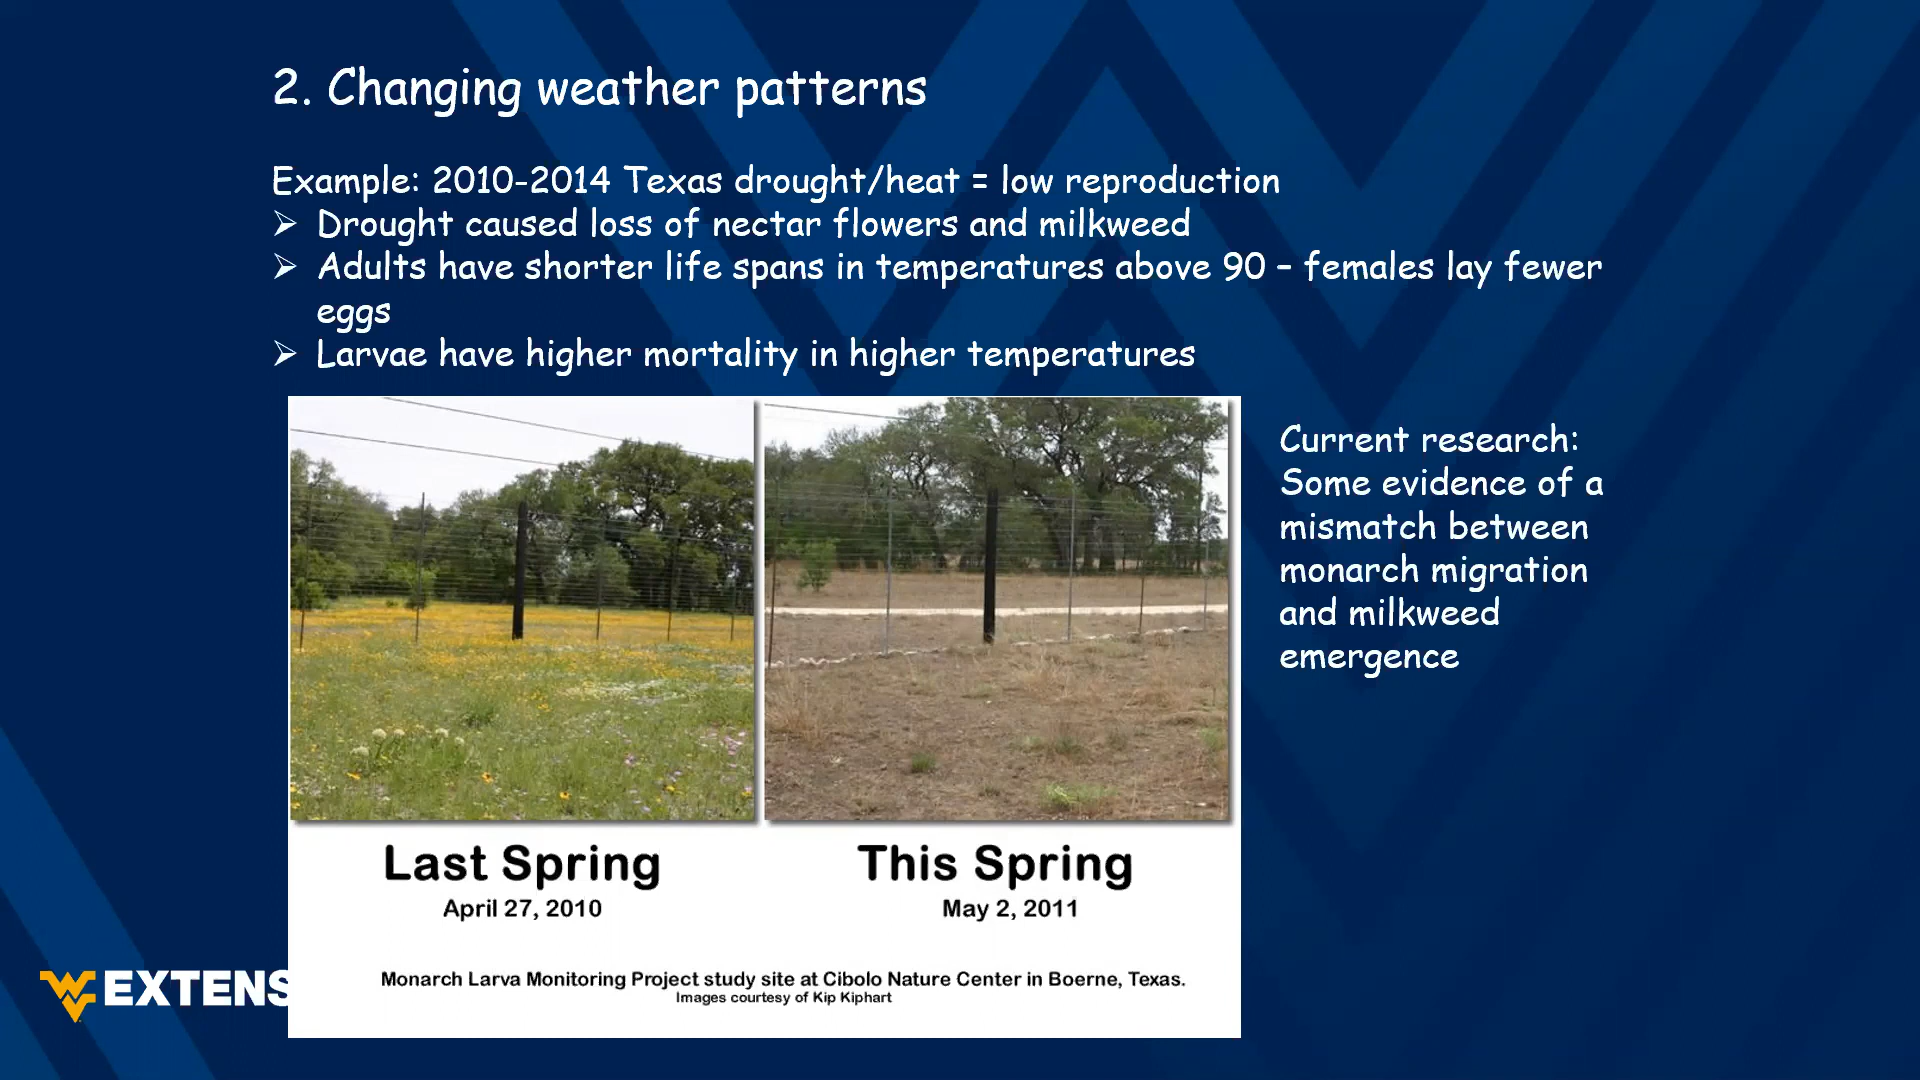 2. Changing weather patterns
Example: 2010-2014 Texas drought/heat = low reproduction
➢ Drought caused loss of nectar flowers and milkweed
➢ Adults have shorter life spans in temperatures above 90 – females lay fewer
eggs
➢ Larvae have higher mortality in higher temperatures
Current research:
Some evidence of a
mismatch between
monarch migration
and milkweed
emergence
Last Spring
April 27, 2010
This Spring
May 2, 2011
Monarch Larva Monitoring Project study site at Cibolo Nature Center in Boerne, Texas.
Images courtesy of Kip Kiphart
WV EXTENS